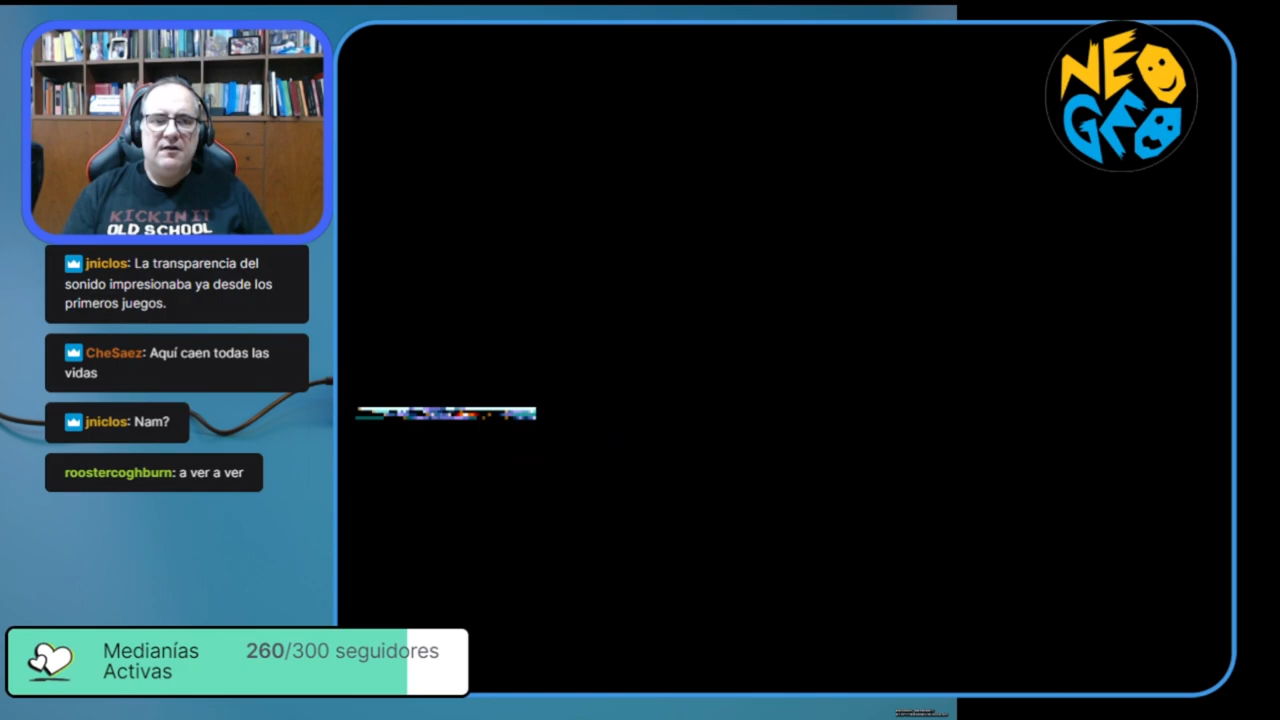 NEO
GEO
KICKIN IT
OLD SCHOOL
jniclos: La transparencia del
sonido impresionaba ya desde los
primeros juegos.
CheSaez: Aquí caen todas las
vidas
jniclos: Nam?
roostercoghburn: a ver a ver
Medianías
Activas
260/300 seguidores